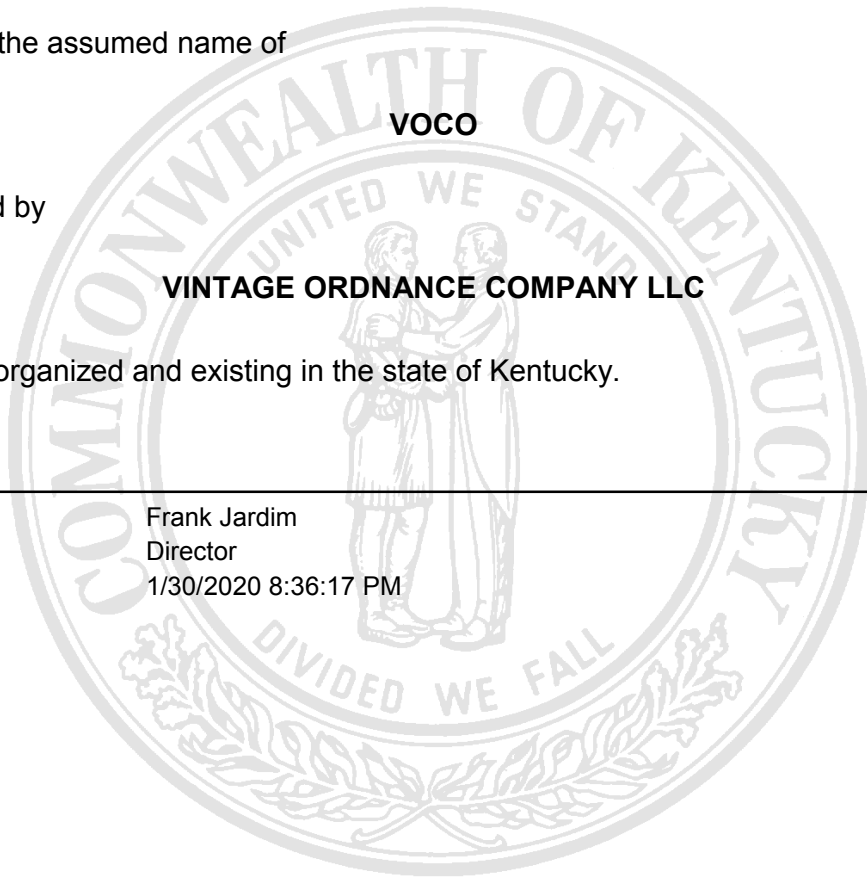 the assumed name of
VOCO
d by
VINTAGE ORDNANCE COMPANY LLC
organized and existing in the state of Kentucky.
Frank Jardim
Director
1/30/2020 8:36:17 PM
COMMONWEALTH OF KENTUCKY
UNITED WE STAND
DIVIDED WE FALL